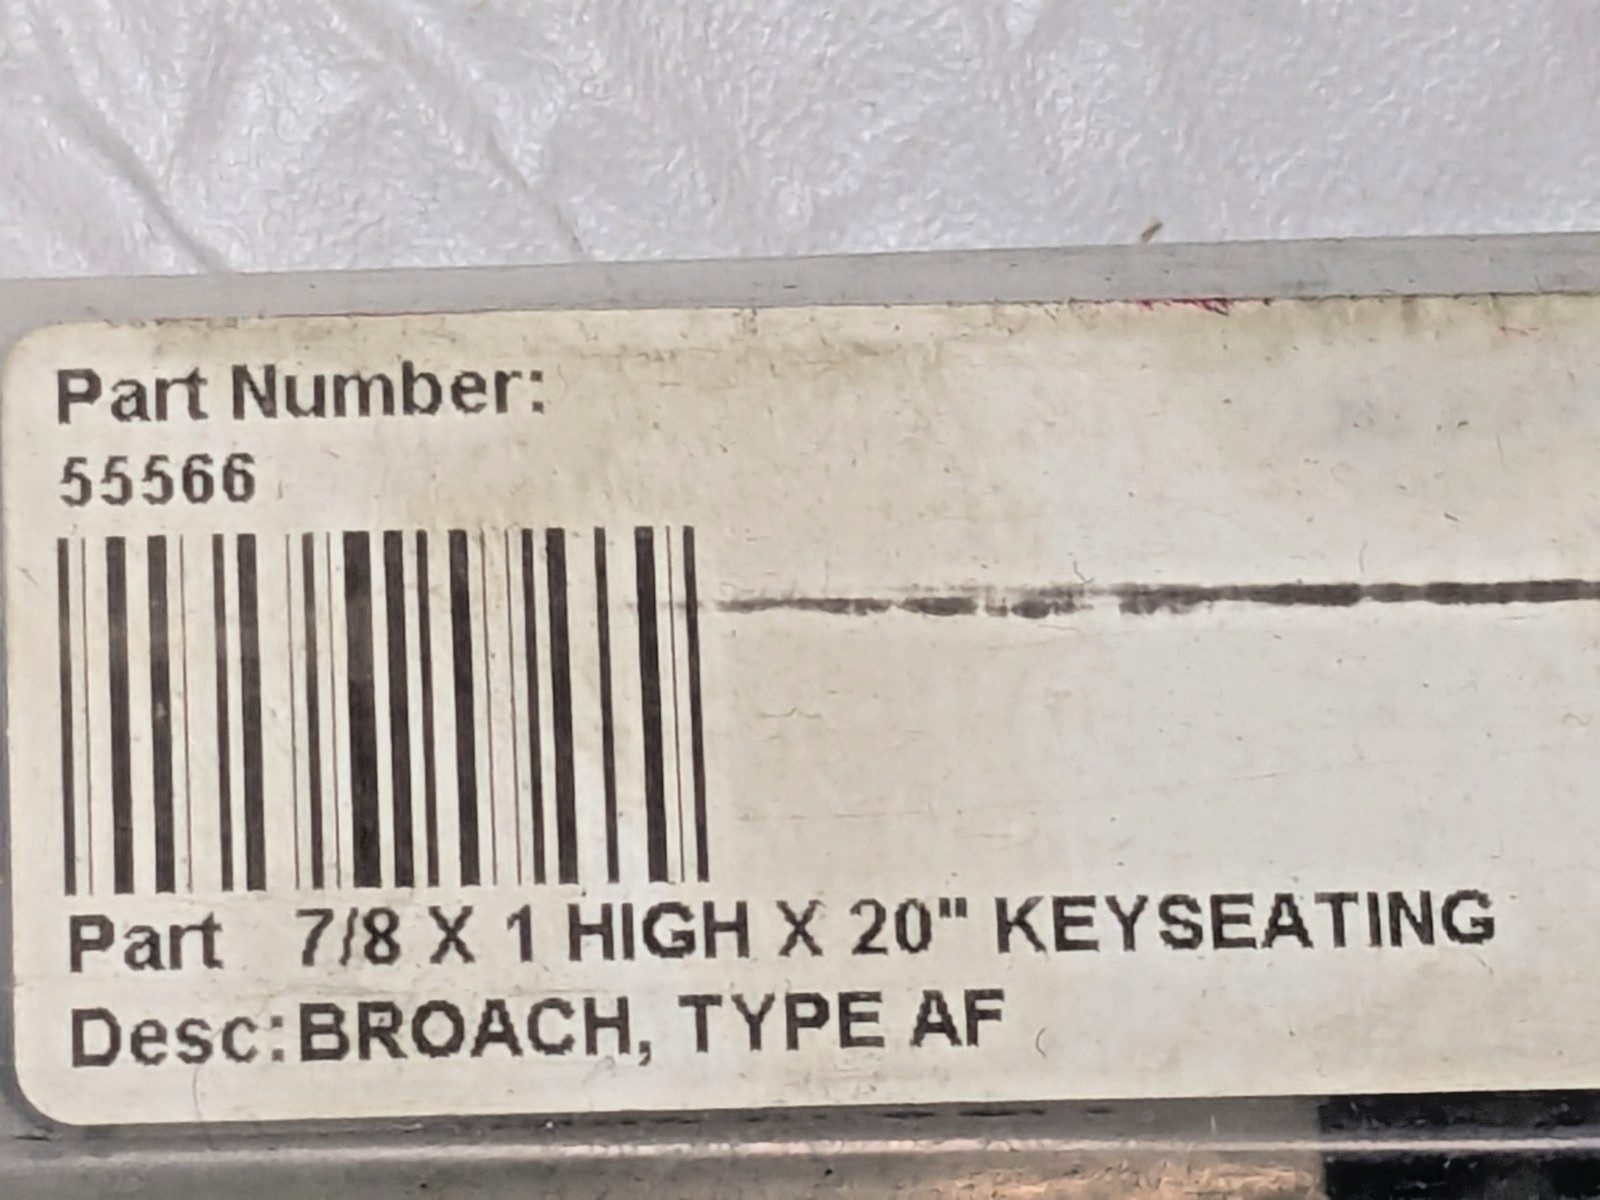 Part Number:
55566
Part 7/8 X 1 HIGH X 20" KEYSEATING
Desc:BROACH, TYPE AF